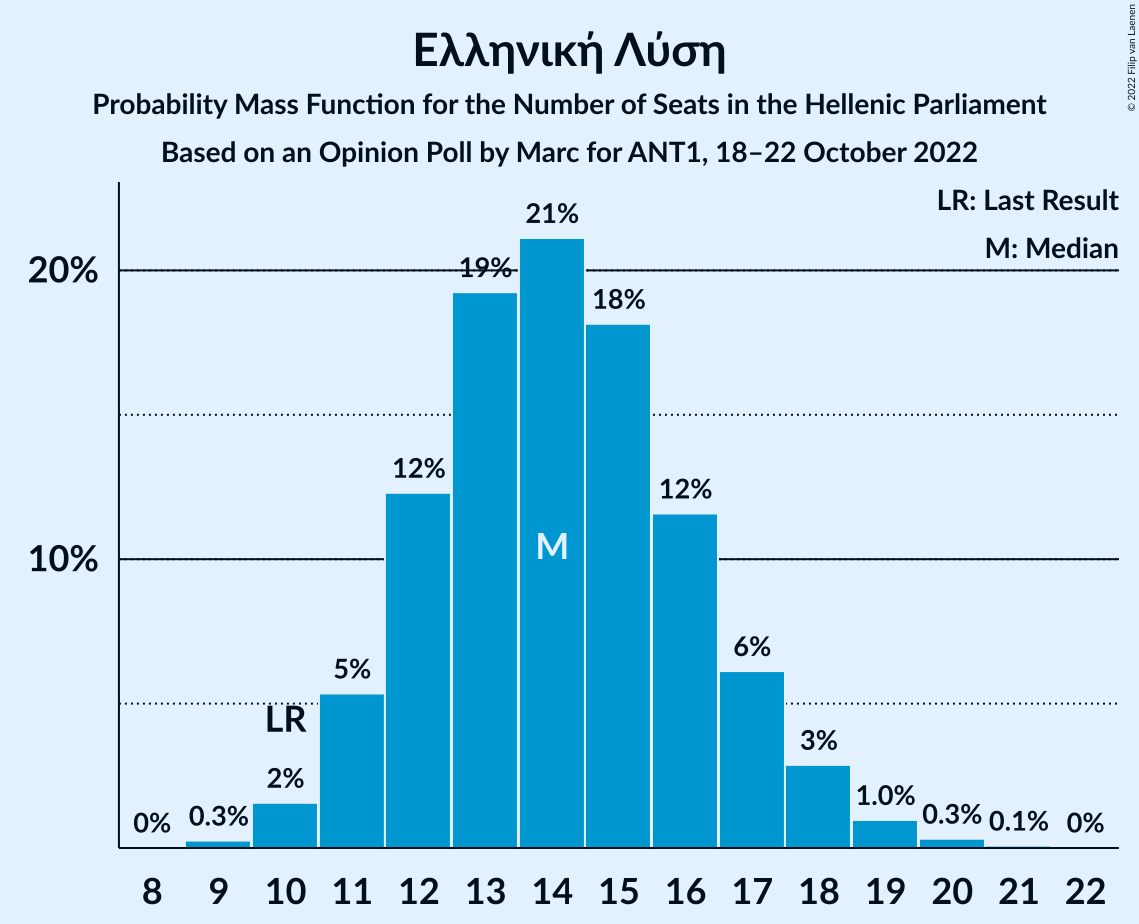 Ελληνική Λύση
Probability Mass Function for the Number of Seats in the Hellenic Parliament
Based on an Opinion Poll by Marc for ANT1, 18–22 October 2022
© 2022 Filip van Laenen
LR: Last Result
M: Median
20%
10%
0%
0.3%
2%
LR
5%
12%
19%
21%
M
18%
12%
6%
3%
1.0%
0.3%
0.1%
0%
8 9 10 11 12 13 14 15 16 17 18 19 20 21 22